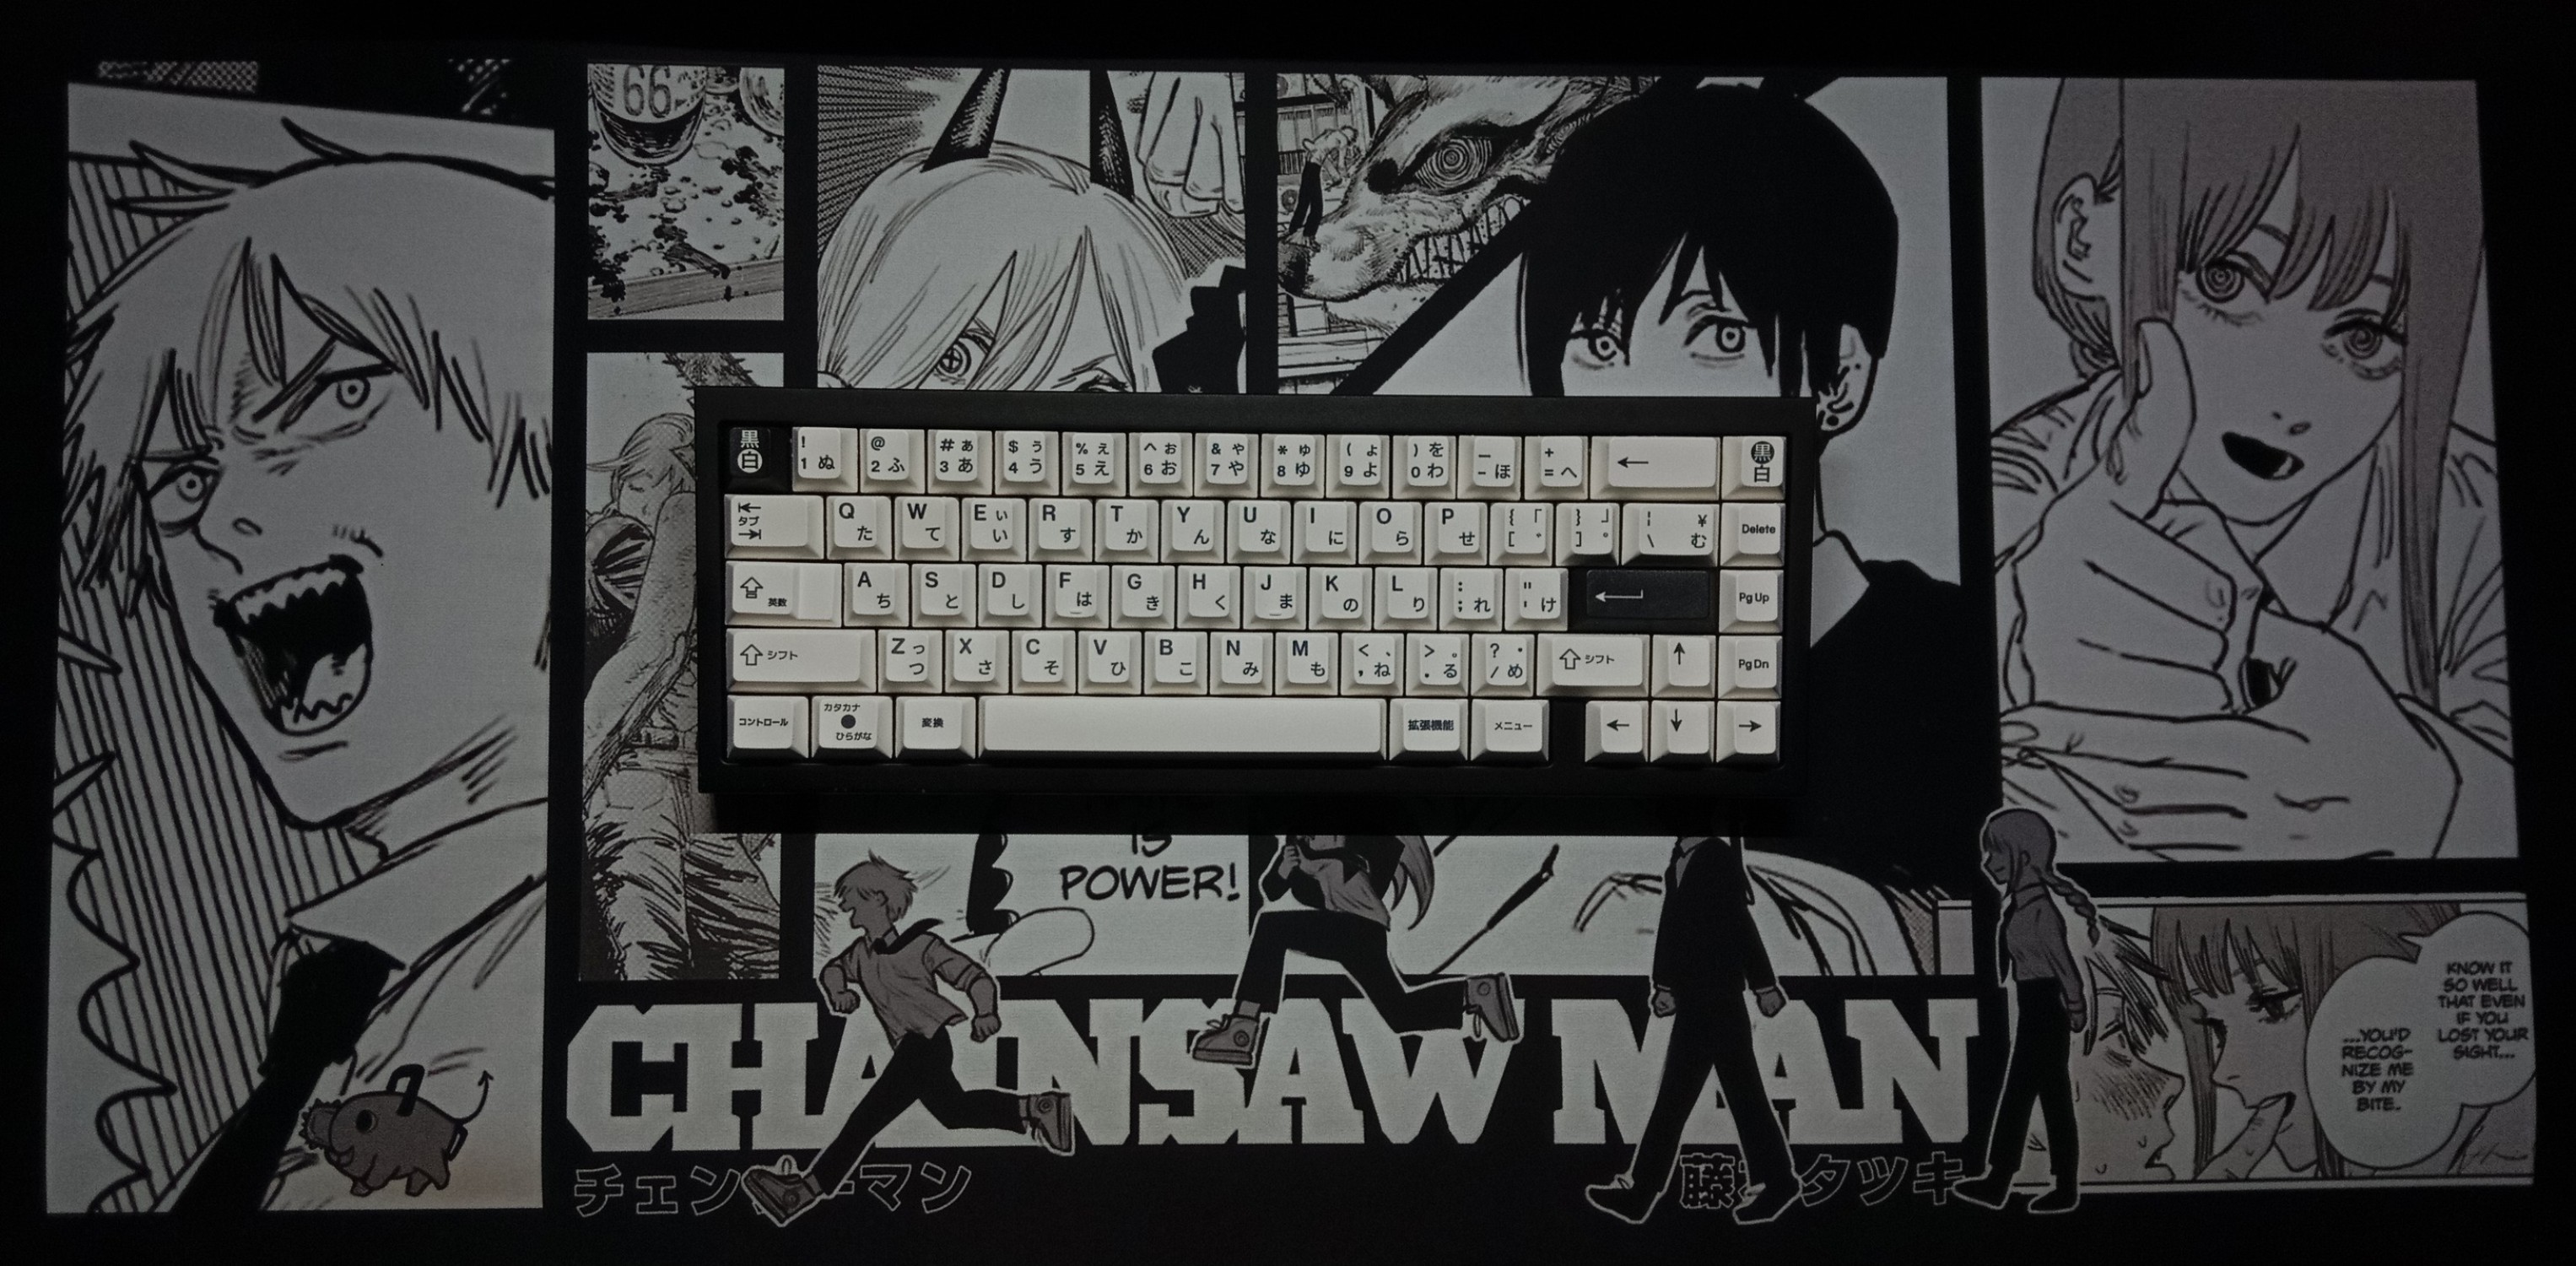 66
黒 ! @ # ぁ $ ぅ % ぇ ^ ぉ & ゃ * ゅ ( ょ ) を _ + 黒
白 1 ぬ 2 ふ 3 あ 4 う 5 え 6 お 7 や 8 ゆ 9 よ 0 わ - ほ = へ ← 白
タブ Q W E ぃ R T Y U I O P { 「 } 」 ¦ ¥ Delete
た て い す か ん な に ら せ [ ゜ ] ° \ む
英数 A S D F G H J K L : " PgUp
ち と し は き く ま の り ; れ ' け
シフト Z っ X C V B N M < 、 > 。 ? ・ シフト ↑ PgDn
つ さ そ ひ こ み も , ね . る / め
コントロール カタカナ ひらがな 変換 拡張機能 メニュー ← ↓ →
IS
POWER!
CHAINSAW MAN
チェン ーマン
藤 タツキ
KNOW IT
SO WELL
THAT EVEN
IF YOU
LOST YOUR
SIGHT...
...YOU'D
RECOG-
NIZE ME
BY MY
BITE.